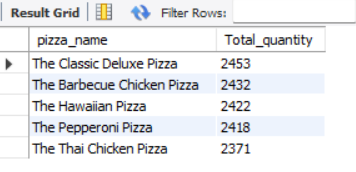 Result Grid Filter Rows:
pizza_name Total_quantity
The Classic Deluxe Pizza 2453
The Barbecue Chicken Pizza 2432
The Hawaiian Pizza 2422
The Pepperoni Pizza 2418
The Thai Chicken Pizza 2371